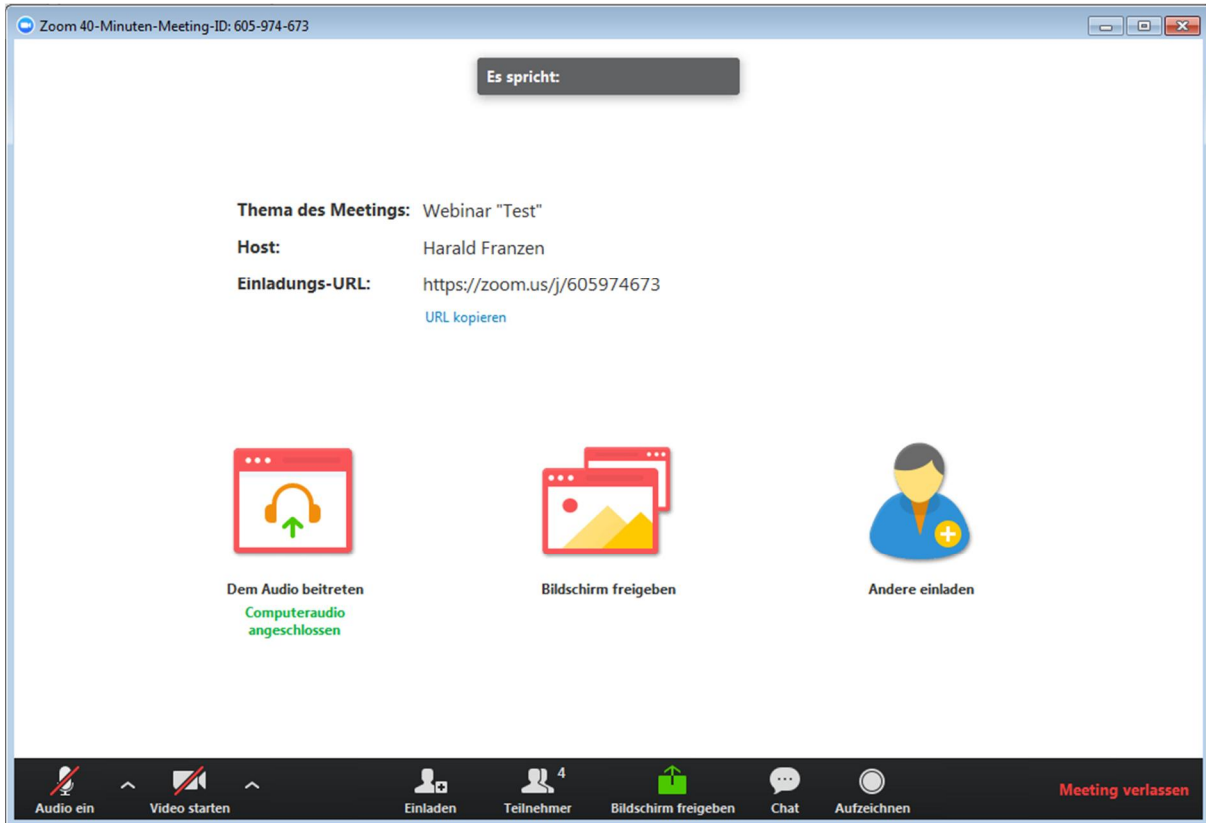 Zoom 40-Minuten-Meeting-ID: 605-974-673
Es spricht:
Thema des Meetings: Webinar "Test"
Host: Harald Franzen
Einladungs-URL: https://zoom.us/j/605974673
URL kopieren
Dem Audio beitreten
Computeraudio
angeschlossen
Bildschirm freigeben
Andere einladen
Audio ein
Video starten
Einladen
4
Teilnehmer
Bildschirm freigeben
Chat
Aufzeichnen
Meeting verlassen